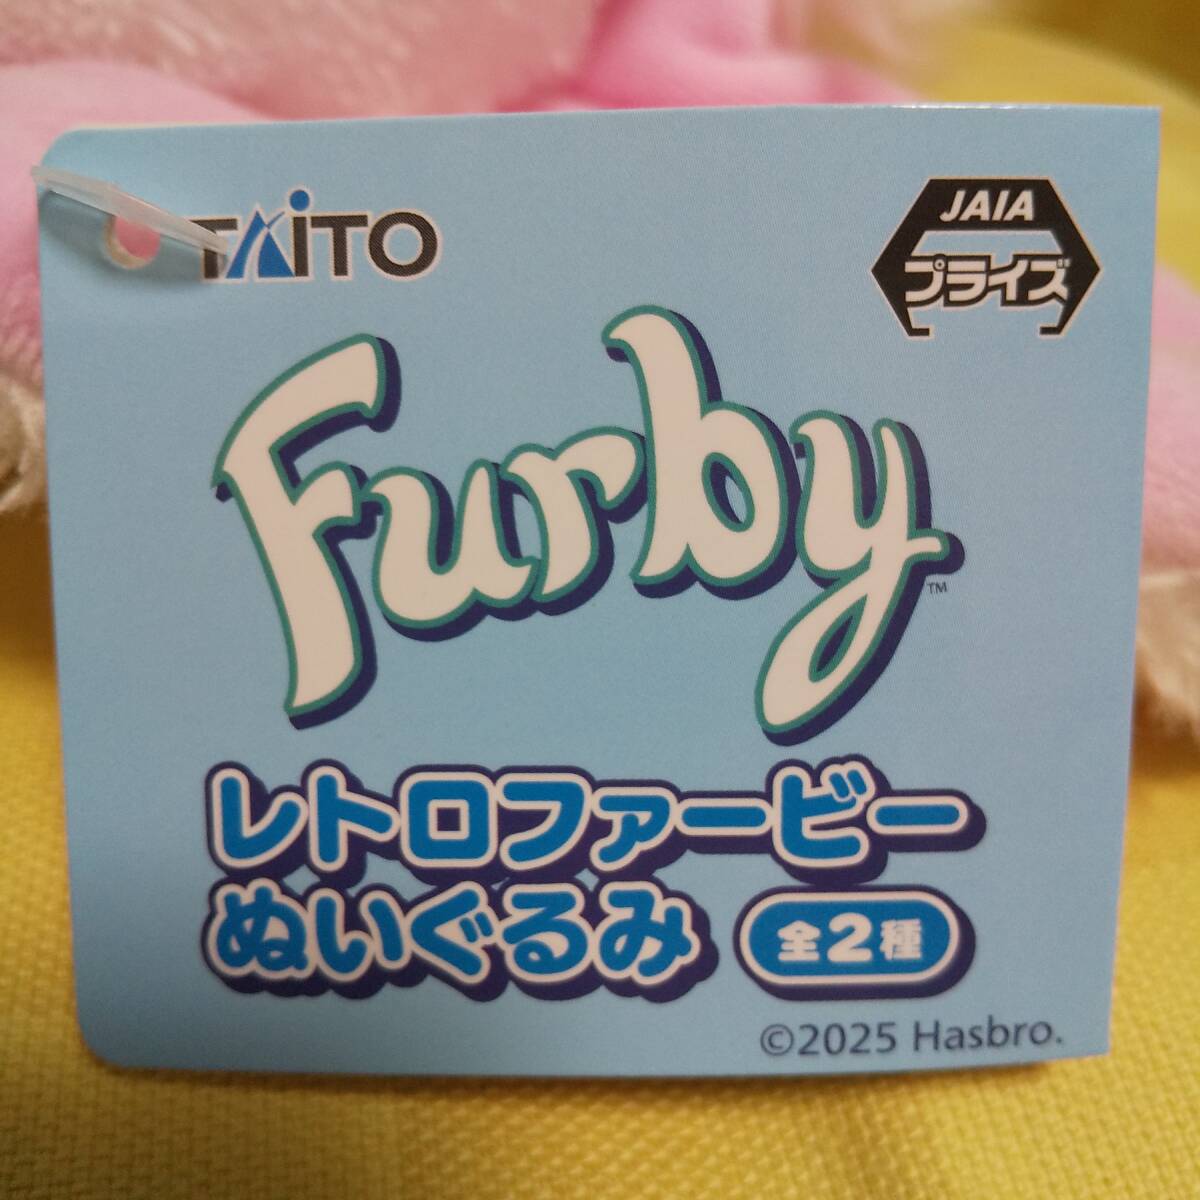 TAITO
JAIA
プライズ
Furby
TM
レトロファービー
ぬいぐるみ 全2種
©2025 Hasbro.